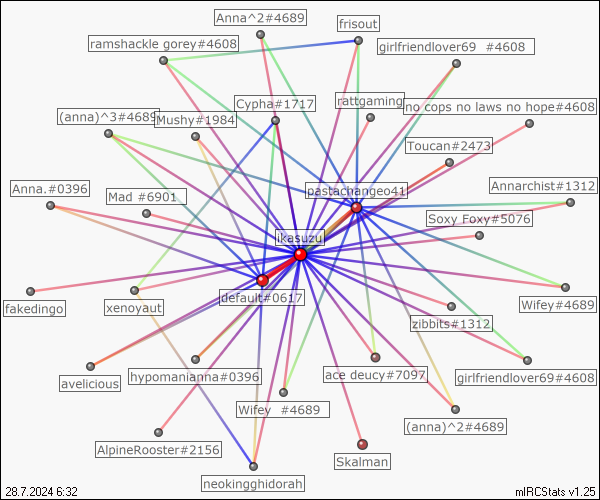 Anna^2#4689
frisout
ramshackle gorey#4608
girlfriendlover69 #4608
Cypha#1717
rattgaming
no cops no laws no hope#4608
(anna)^3#4689
Mushy#1984
Toucan#2473
Anna.#0396
Mad #6901
pastachangeo41
Annarchist#1312
Soxy Foxy#5076
ikasuzu
fakedingo
xenoyaut
default#0617
Wifey#4689
zibbits#1312
avelicious
hypomanianna#0396
ace deucy#7097
girlfriendlover69#4608
Wifey #4689
(anna)^2#4689
AlpineRooster#2156
Skalman
neokingghidorah
28.7.2024 6:32
mIRCStats v1.25